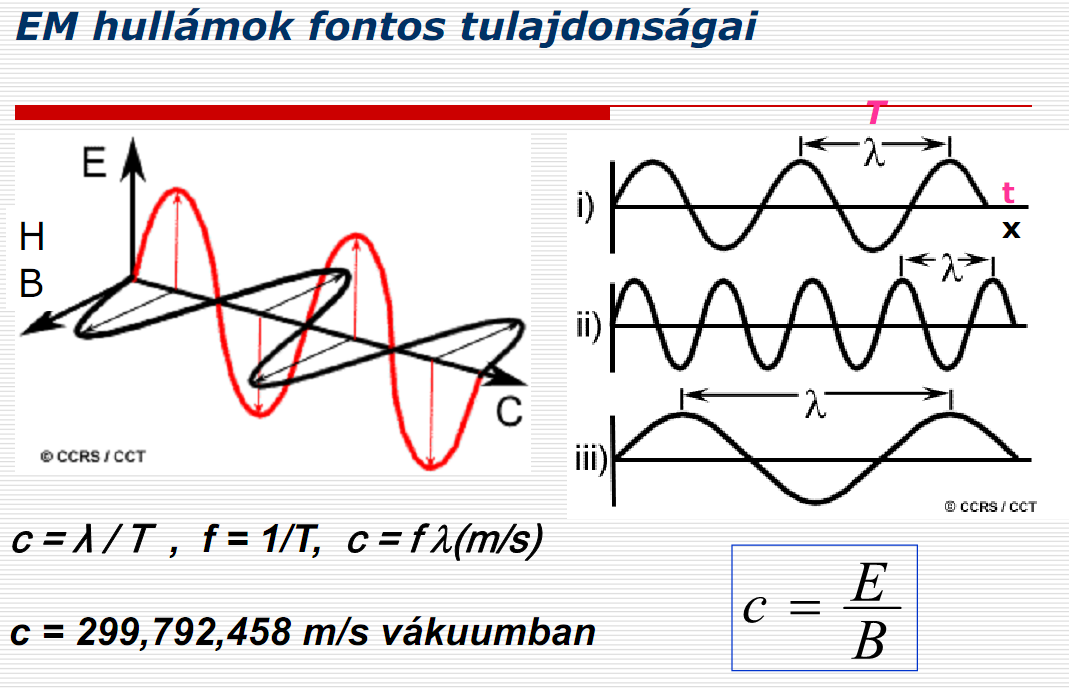 EM hullámok fontos tulajdonságai
E
H
B
C
© CCRS / CCT
T
λ
i)
t
x
λ
ii)
λ
iii)
© CCRS / CCT
c = λ / T , f = 1/T, c = f λ(m/s)
c = 299,792,458 m/s vákuumban
c = E / B